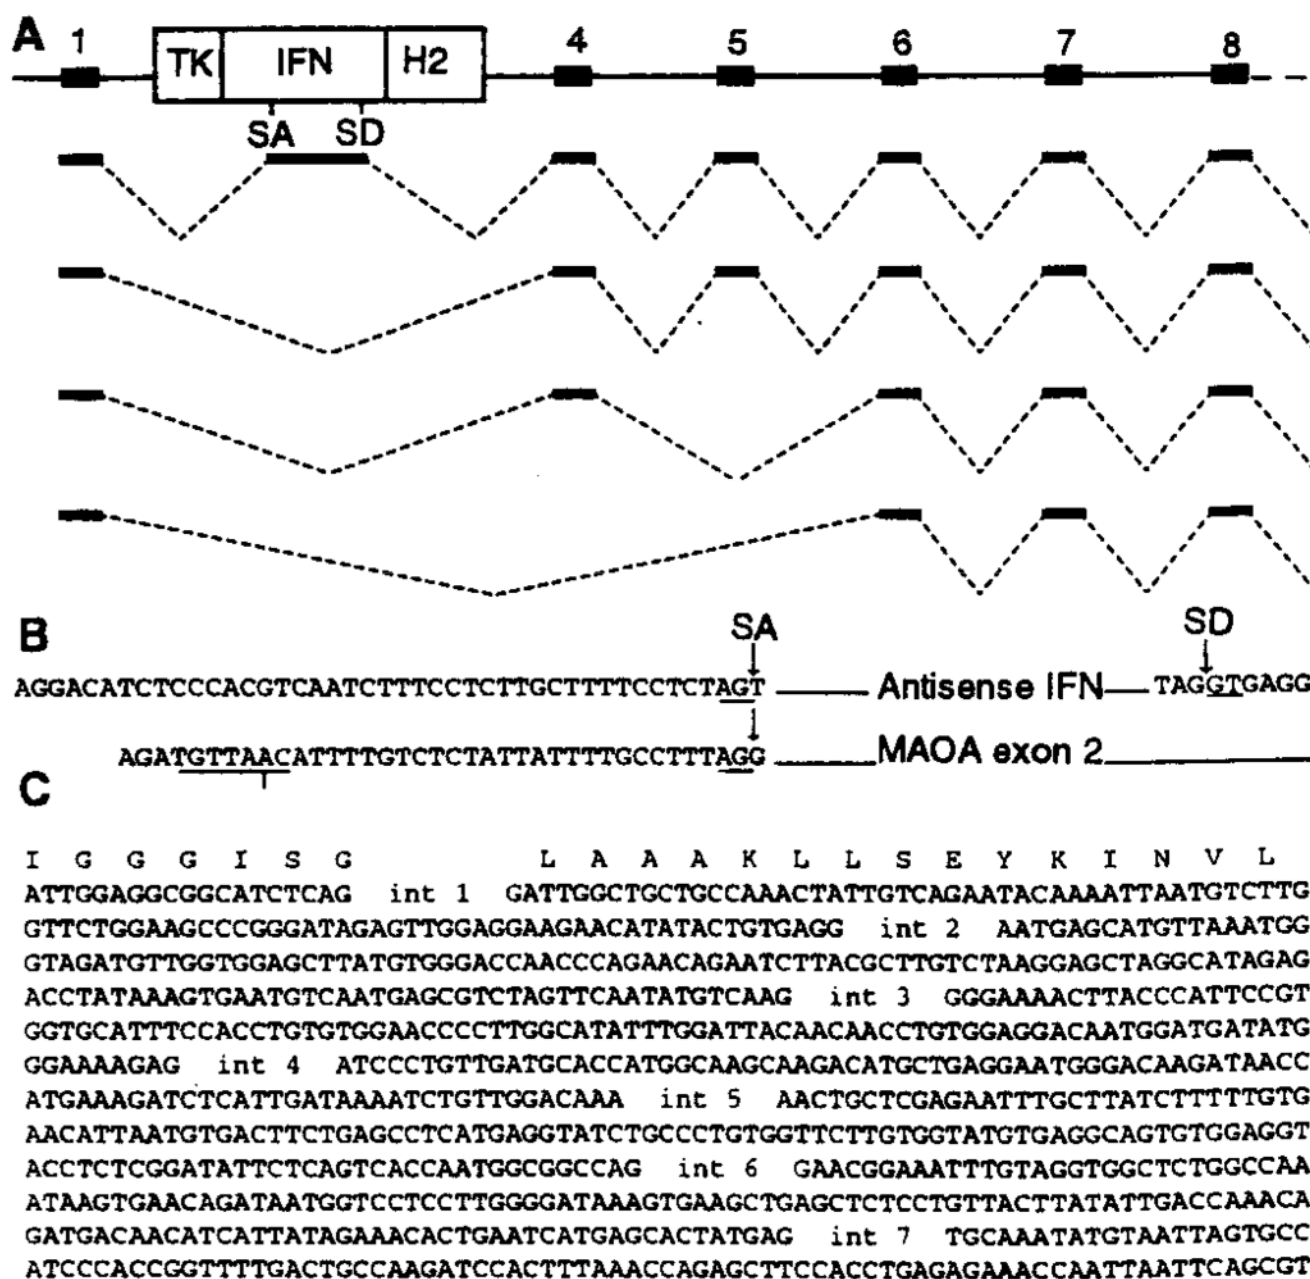 A 1 4 5 6 7 8
TK IFN H2
SA SD
B SA SD
AGGACATCTCCCACGTCAATCTTTCCTCTTGCTTTTCCTCTAGT Antisense IFN TAGGTGAGG
AGATGTTAACATTTTGTCTCTATTATTTTGCCTTTAGG MAOA exon 2
C
I G G G I S G L A A A K L L S E Y K I N V L
ATTGGAGGCGGCATCTCAG int 1 GATTGGCTGCTGCCAAACTATTGTCAGAATACAAAATTAATGTCTTG
GTTCTGGAAGCCCGGGATAGAGTTGGAGGAAGAACATATACTGTGAGG int 2 AATGAGCATGTTAAATGG
GTAGATGTTGGTGGAGCTTATGTGGGACCAACCCAGAACAGAATCTTACGCTTGTCTAAGGAGCTAGGCATAGAG
ACCTATAAAGTGAATGTCAATGAGCGTCTAGTTCAATATGTCAAG int 3 GGGAAAACTTACCCATTCCGT
GGTGCATTTCCACCTGTGTGGAACCCCTTGGCATATTTGGATTACAACAACCTGTGGAGGACAATGGATGATATG
GGAAAAGAG int 4 ATCCCTGTTGATGCACCATGGCAAGCAAGACATGCTGAGGAATGGGACAAGATAACC
ATGAAAGATCTCATTGATAAAATCTGTTGGACAAA int 5 AACTGCTCGAGAATTTGCTTATCTTTTTGTG
AACATTAATGTGACTTCTGAGCCTCATGAGGTATCTGCCCTGTGGTTCTTGTGGTATGTGAGGCAGTGTGGAGGT
ACCTCTCGGATATTCTCAGTCACCAATGGCGGCCAG int 6 GAACGGAAATTTGTAGGTGGCTCTGGCCAA
ATAAGTGAACAGATAATGGTCCTCCTTGGGGATAAAGTGAAGCTGAGCTCTCCTGTTACTTATATTGACCAAACA
GATGACAACATCATTATAGAAACACTGAATCATGAGCACTATGAG int 7 TGCAAATATGTAATTAGTGCC
ATCCCACCGGTTTTGACTGCCAAGATCCACTTTAAACCAGAGCTTCCACCTGAGAGAAACCAATTAATTCAGCGT